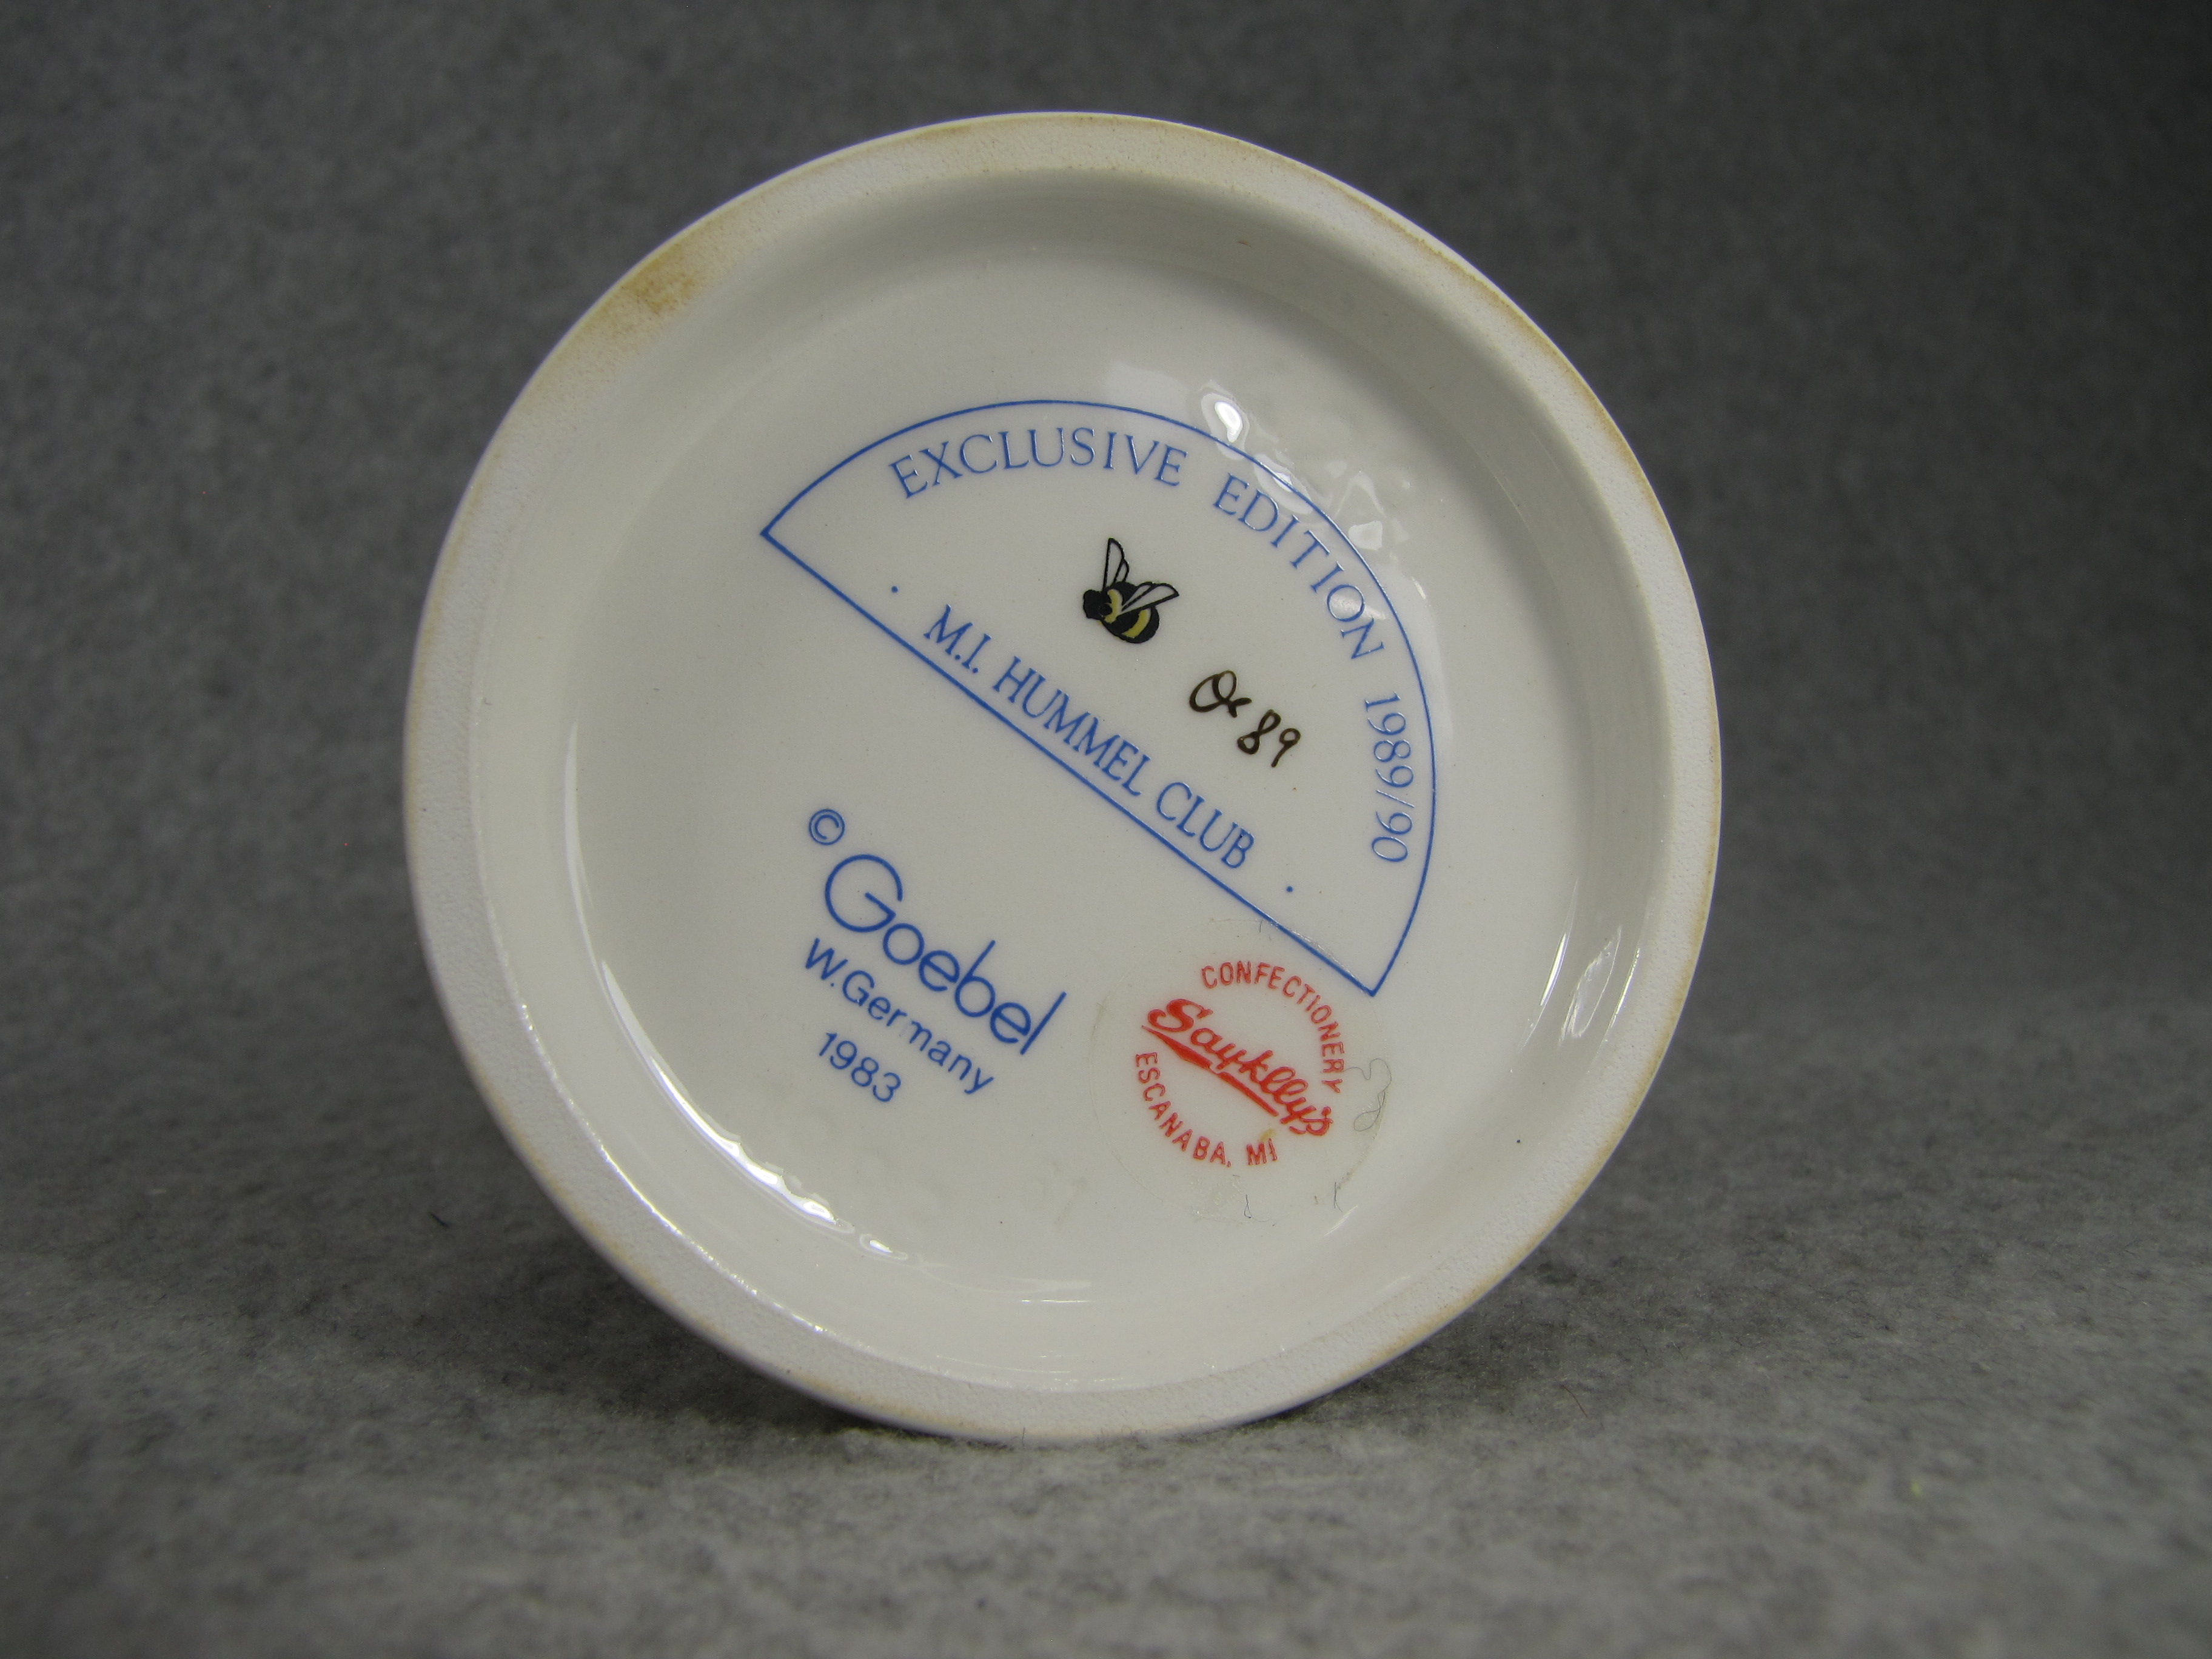 EXCLUSIVE EDITION 1989/90
89
· M.I. HUMMEL CLUB ·
© Goebel
W.Germany
1983
CONFECTIONERY
Sayklly's
ESCANABA, MI